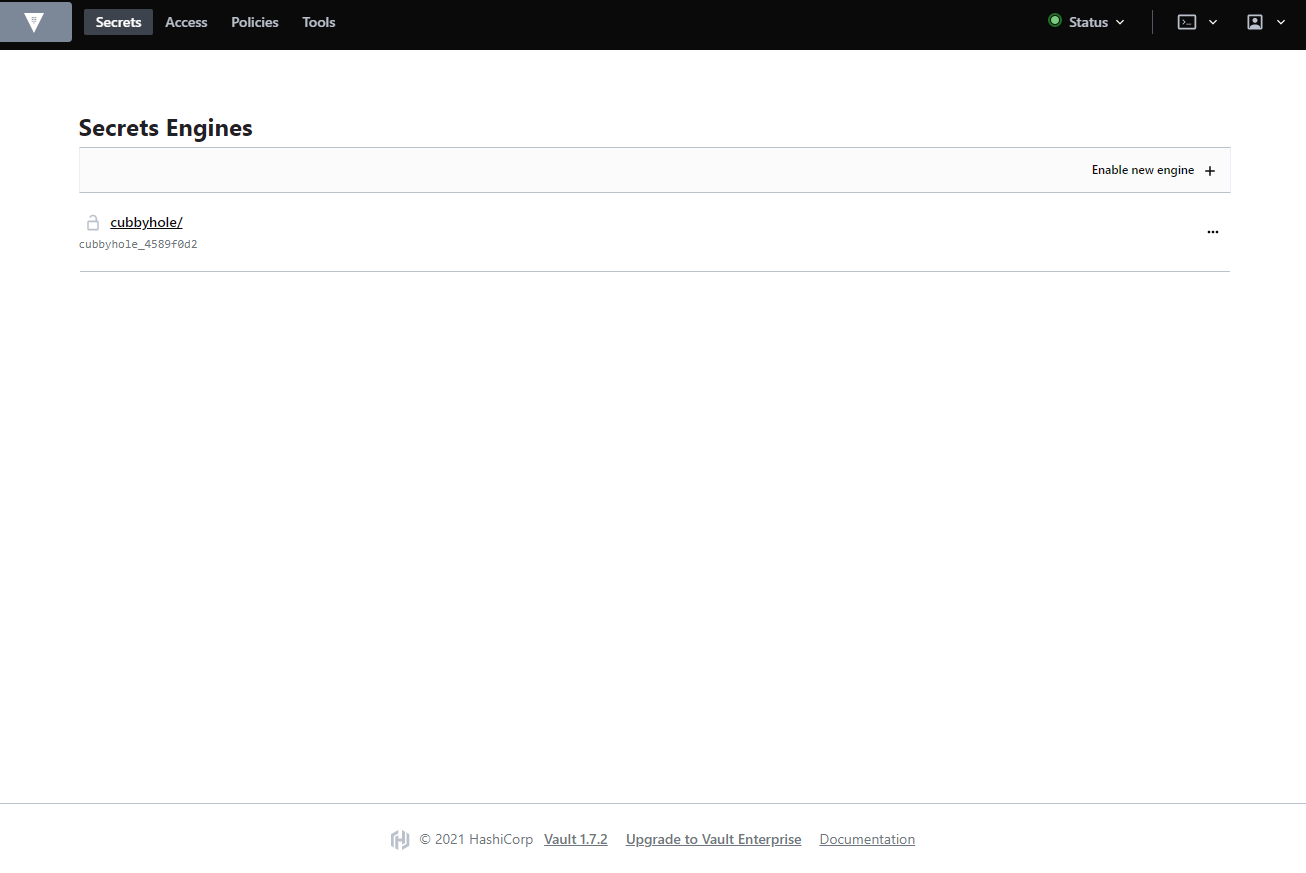 Secrets Access Policies Tools Status
Secrets Engines
Enable new engine
cubbyhole/
cubbyhole_4589f0d2
© 2021 HashiCorp Vault 1.7.2 Upgrade to Vault Enterprise Documentation